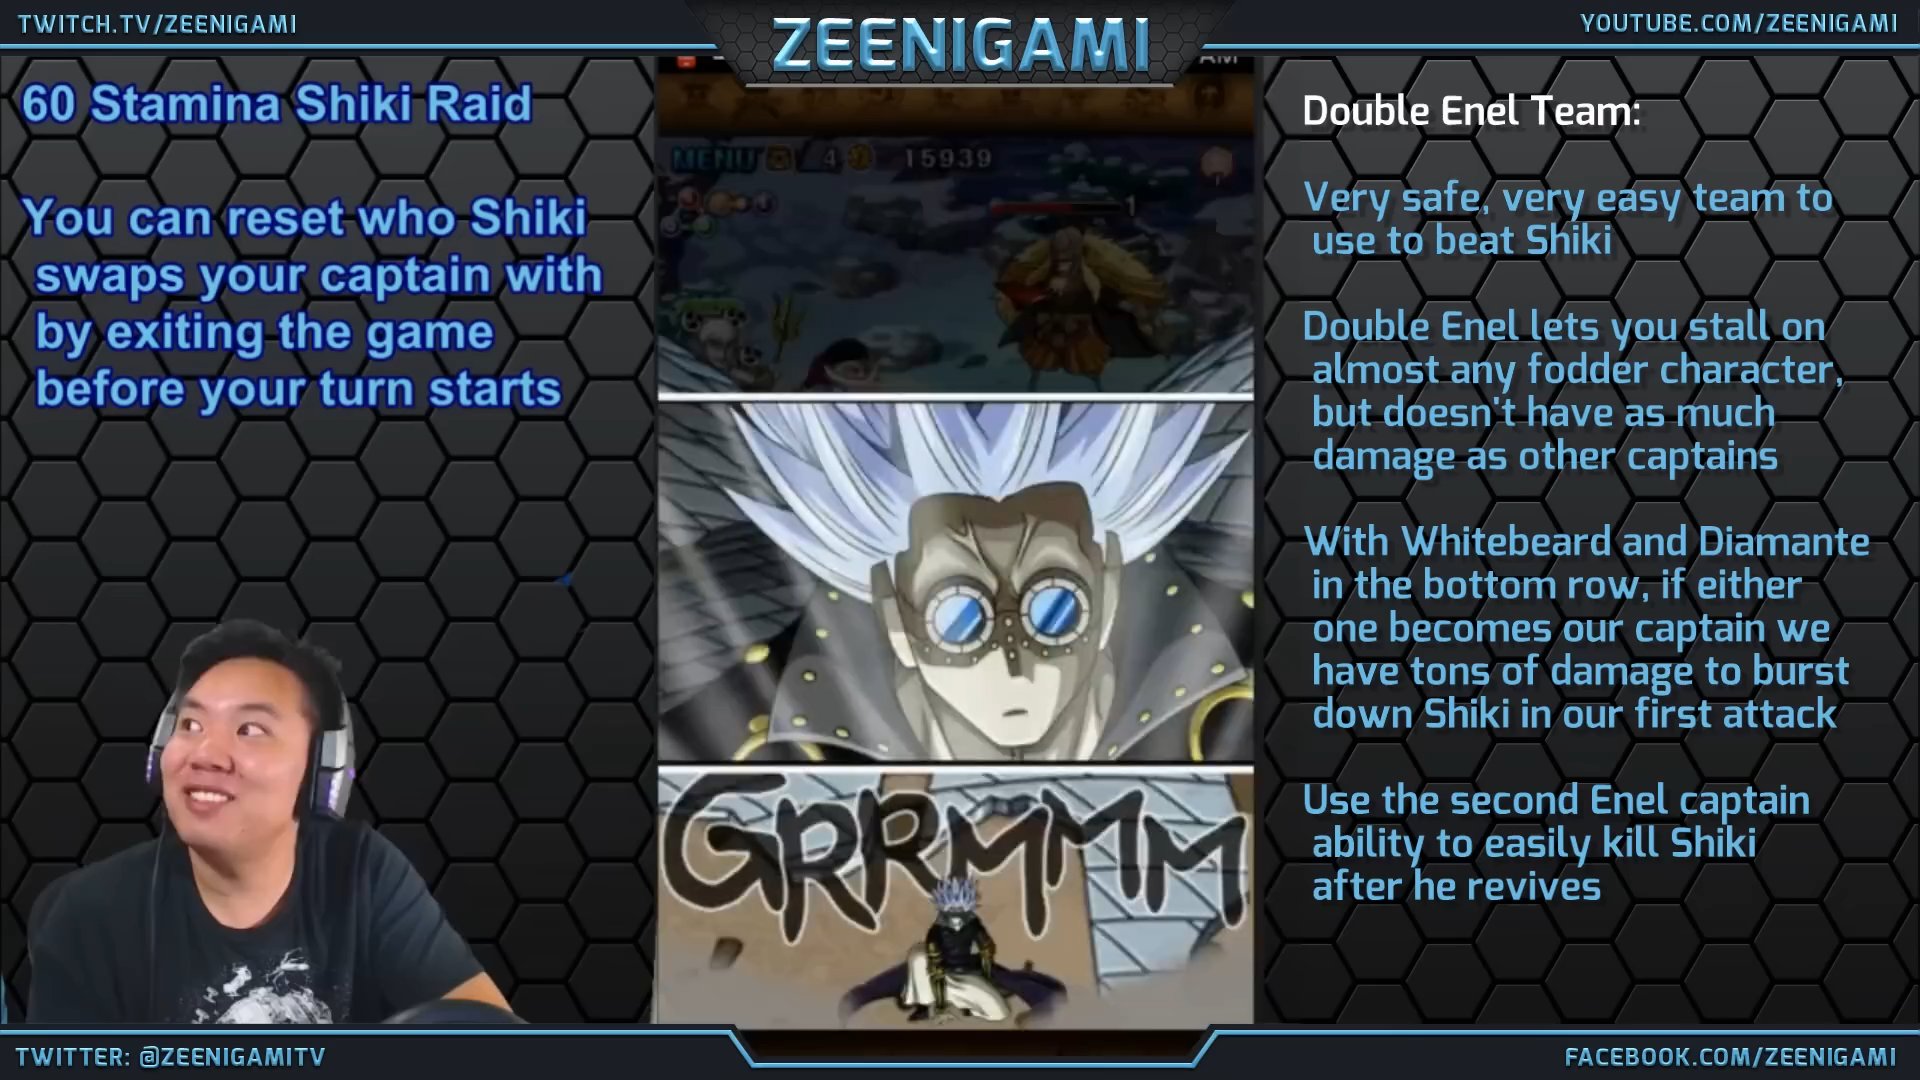 TWITCH.TV/ZEENIGAMI
ZEENIGAMI
YOUTUBE.COM/ZEENIGAMI
60 Stamina Shiki Raid
You can reset who Shiki
swaps your captain with
by exiting the game
before your turn starts
AM
MENU 4 15939
1
GRRMMMM
Double Enel Team:
Very safe, very easy team to
use to beat Shiki
Double Enel lets you stall on
almost any fodder character,
but doesn't have as much
damage as other captains
With Whitebeard and Diamante
in the bottom row, if either
one becomes our captain we
have tons of damage to burst
down Shiki in our first attack
Use the second Enel captain
ability to easily kill Shiki
after he revives
TWITTER: @ZEENIGAMITV
FACEBOOK.COM/ZEENIGAMI